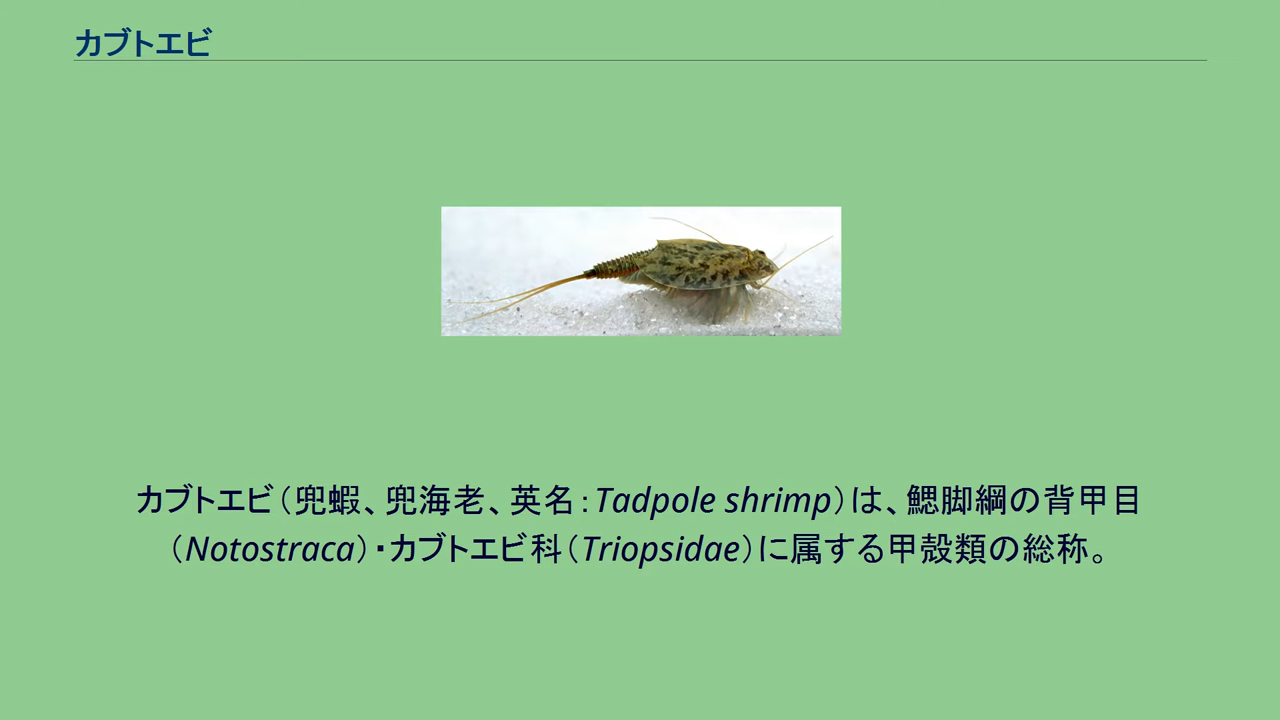 カブトエビ
カブトエビ（兜蝦、兜海老、英名：Tadpole shrimp）は、鰓脚綱の背甲目
（Notostraca）・カブトエビ科（Triopsidae）に属する甲殻類の総称。